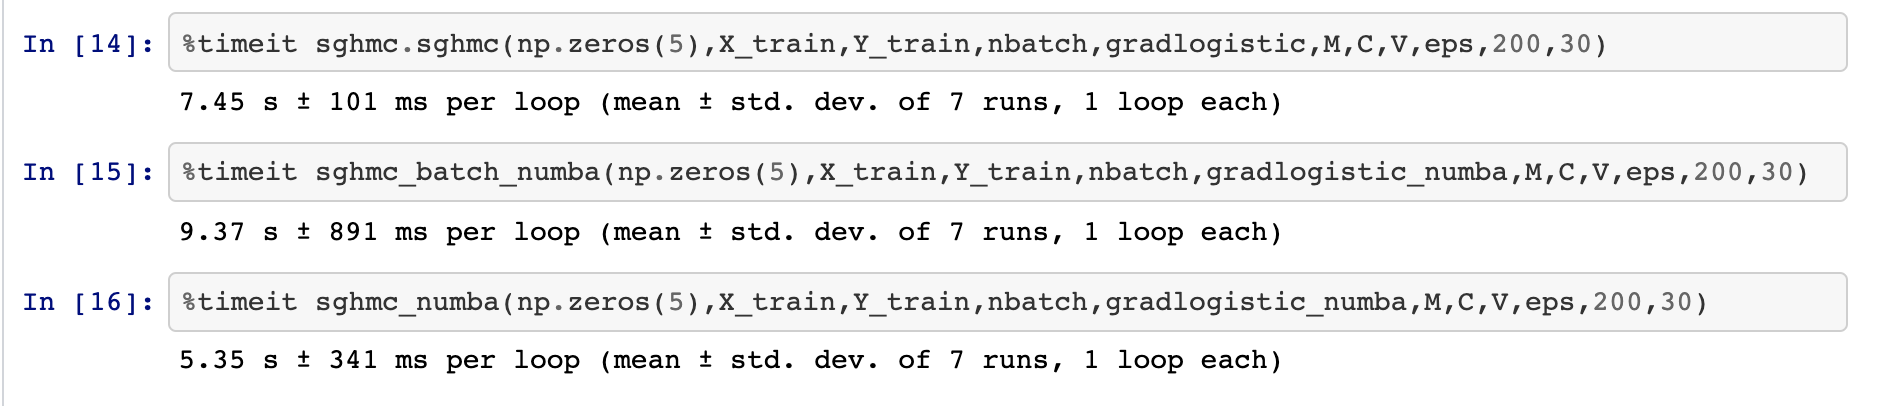 In [14]: %timeit sghmc.sghmc(np.zeros(5),X_train,Y_train,nbatch,gradlogistic,M,C,V,eps,200,30)
7.45 s ± 101 ms per loop (mean ± std. dev. of 7 runs, 1 loop each)
In [15]: %timeit sghmc_batch_numba(np.zeros(5),X_train,Y_train,nbatch,gradlogistic_numba,M,C,V,eps,200,30)
9.37 s ± 891 ms per loop (mean ± std. dev. of 7 runs, 1 loop each)
In [16]: %timeit sghmc_numba(np.zeros(5),X_train,Y_train,nbatch,gradlogistic_numba,M,C,V,eps,200,30)
5.35 s ± 341 ms per loop (mean ± std. dev. of 7 runs, 1 loop each)